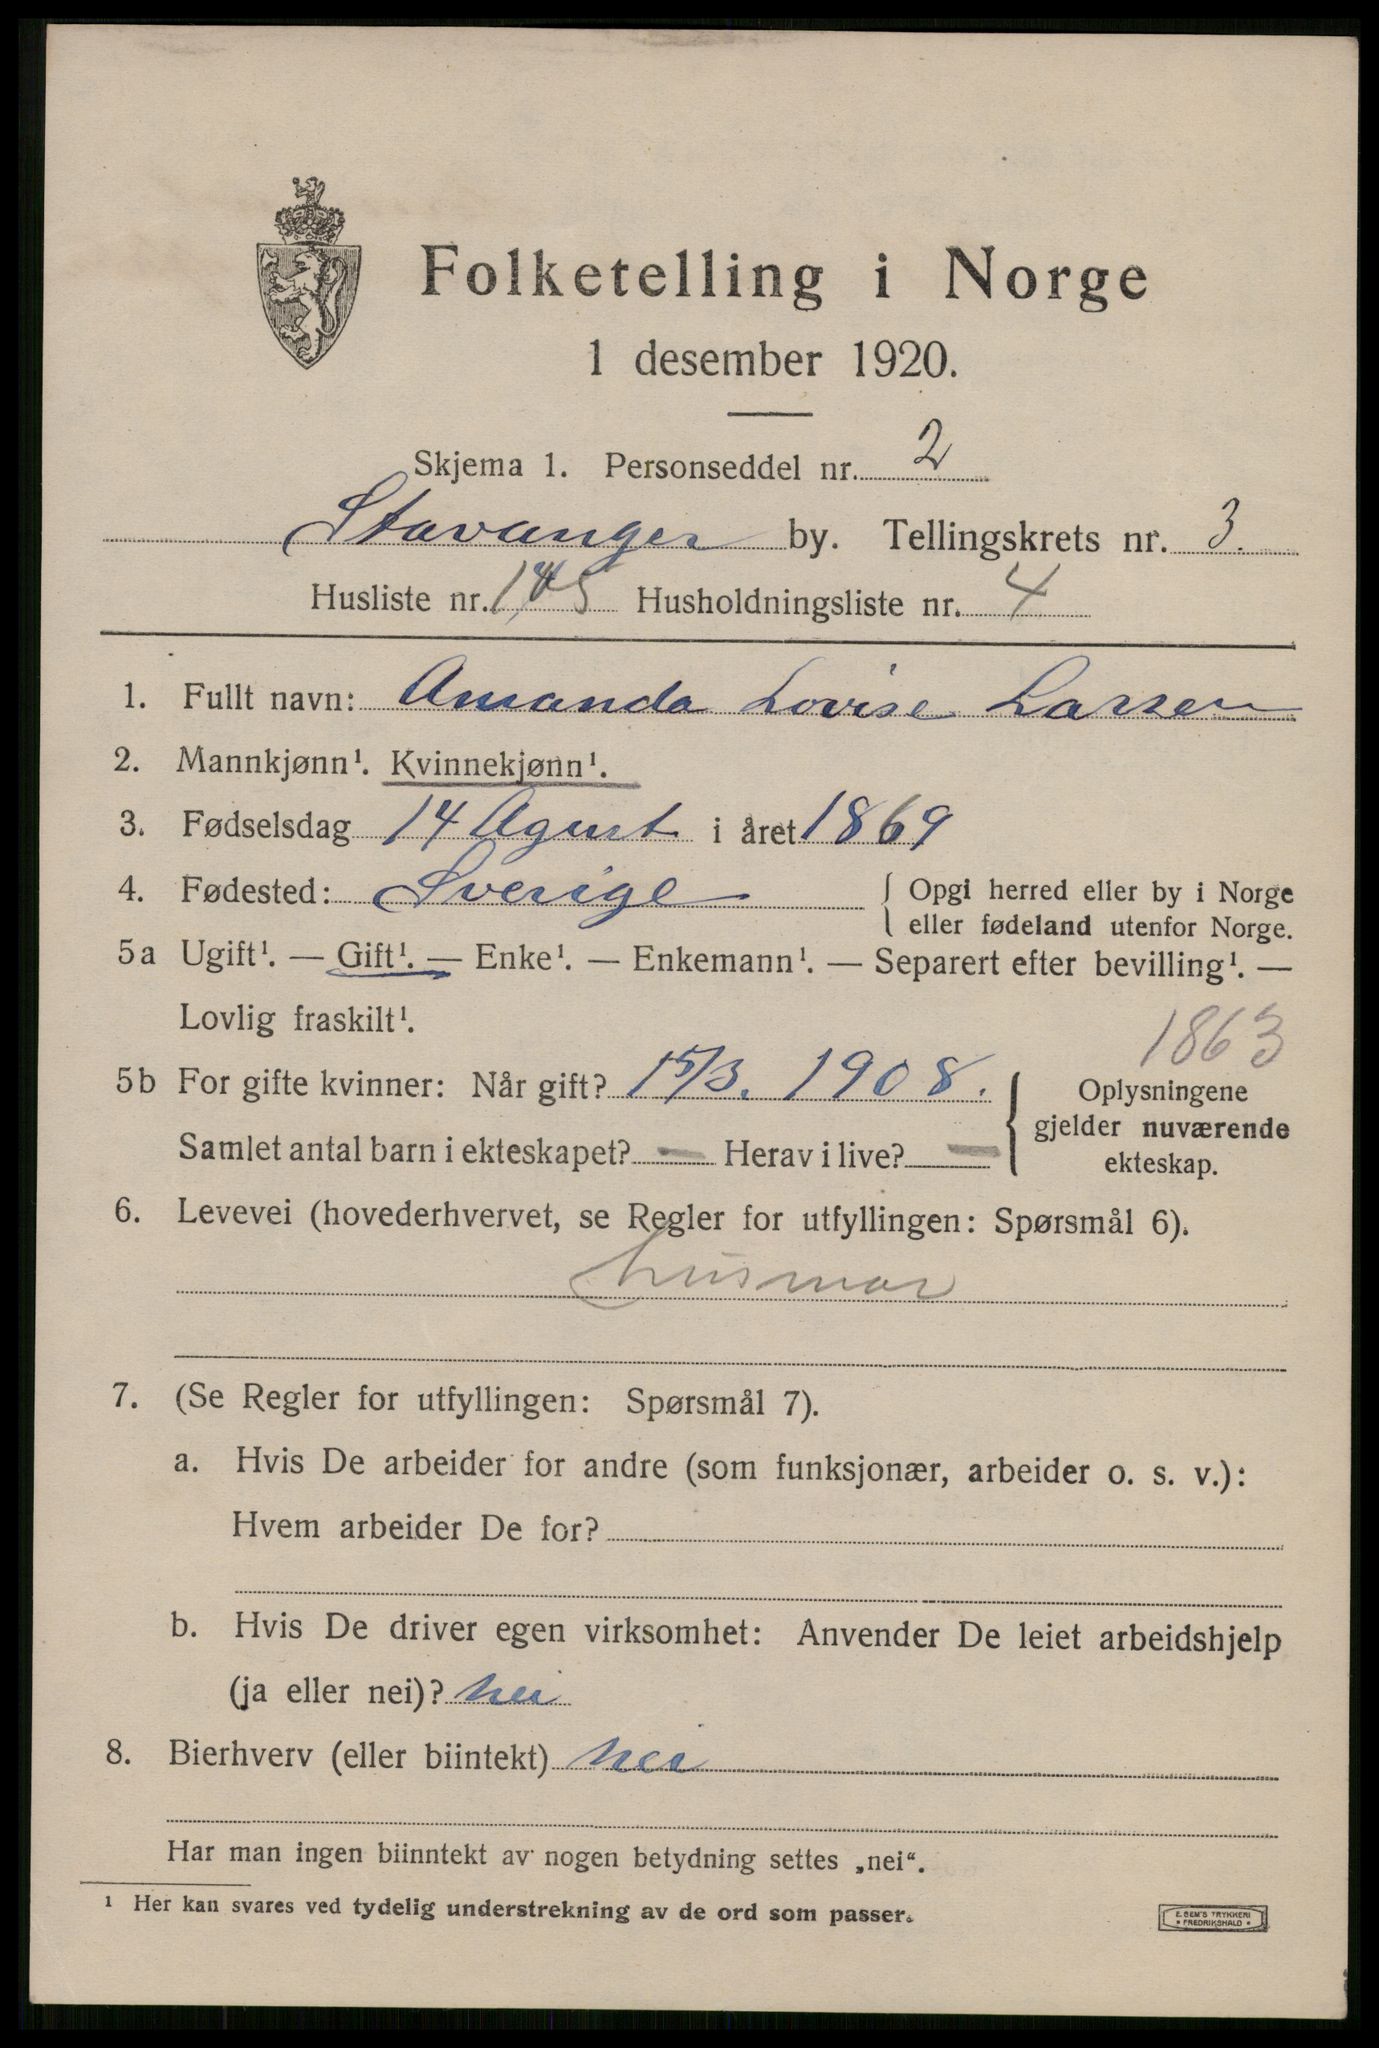 Folketelling i Norge
1 desember 1920.
Skjema 1. Personseddel nr. 2
Stavanger by. Tellingskrets nr. 3.
Husliste nr. Husholdningsliste nr. 4
1. Fullt navn: Amanda Lovise Larsen
2. Mannkjønn¹. Kvinnekjønn¹.
3. Fødselsdag 14 Agust i året 1869
4. Fødested: Sverige { Opgi herred eller by i Norge
eller fødeland utenfor Norge.
5a Ugift¹. — Gift¹. — Enke¹. — Enkemann¹. — Separert efter bevilling¹. —
Lovlig fraskilt¹.
1863
5b For gifte kvinner: Når gift? 15/3. 1908. { Oplysningene
gjelder nuværende
Samlet antal barn i ekteskapet? — Herav i live? —
ekteskap.
6. Levevei (hovederhvervet, se Regler for utfyllingen: Spørsmål 6).
husmor
7. (Se Regler for utfyllingen: Spørsmål 7).
a. Hvis De arbeider for andre (som funksjonær, arbeider o. s. v.):
Hvem arbeider De for?
b. Hvis De driver egen virksomhet: Anvender De leiet arbeidshjelp
(ja eller nei)? nei
8. Bierhverv (eller biintekt) nei
Har man ingen biinntekt av nogen betydning settes „nei“.
¹ Her kan svares ved tydelig understrekning av de ord som passer.
E. SEM'S TRYKKERI
• FREDRIKSHALD •